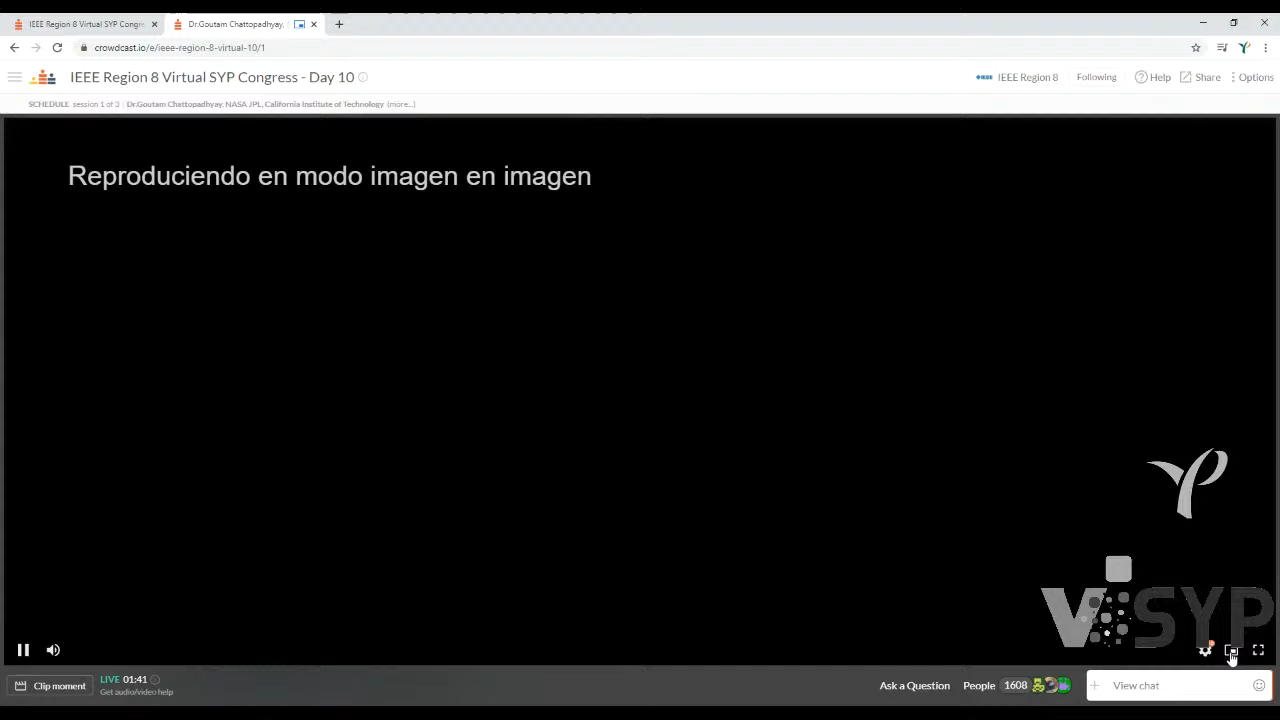 IEEE Region 8 Virtual SYP Congre
Dr.Goutam Chattopadhyay,
crowdcast.io/e/ieee-region-8-virtual-10/1
IEEE Region 8 Virtual SYP Congress - Day 10
IEEE Region 8
Following
Help
Share
Options
SCHEDULE session 1 of 3 Dr.Goutam Chattopadhyay, NASA JPL, California Institute of Technology (more...)
Reproduciendo en modo imagen en imagen
VSYP
Clip moment
LIVE 01:41
Get audio/video help
Ask a Question
People 1608
View chat